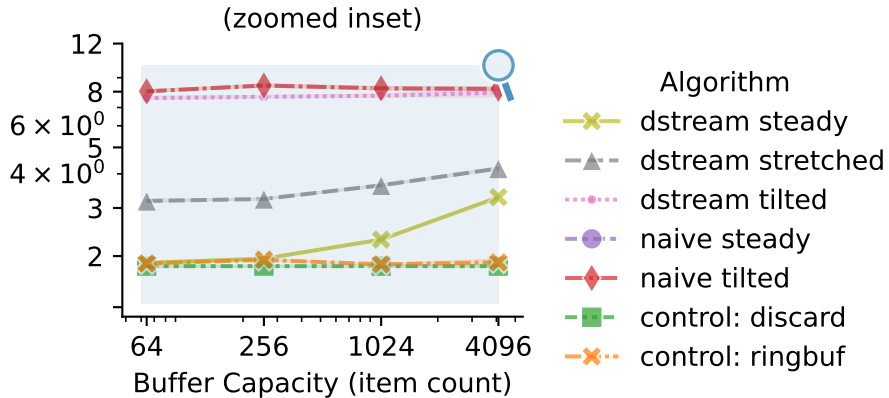 (zoomed inset)
12
8
6 × 10⁰
5
4 × 10⁰
3
2
64 256 1024 4096
Buffer Capacity (item count)
Algorithm
dstream steady
dstream stretched
dstream tilted
naive steady
naive tilted
control: discard
control: ringbuf